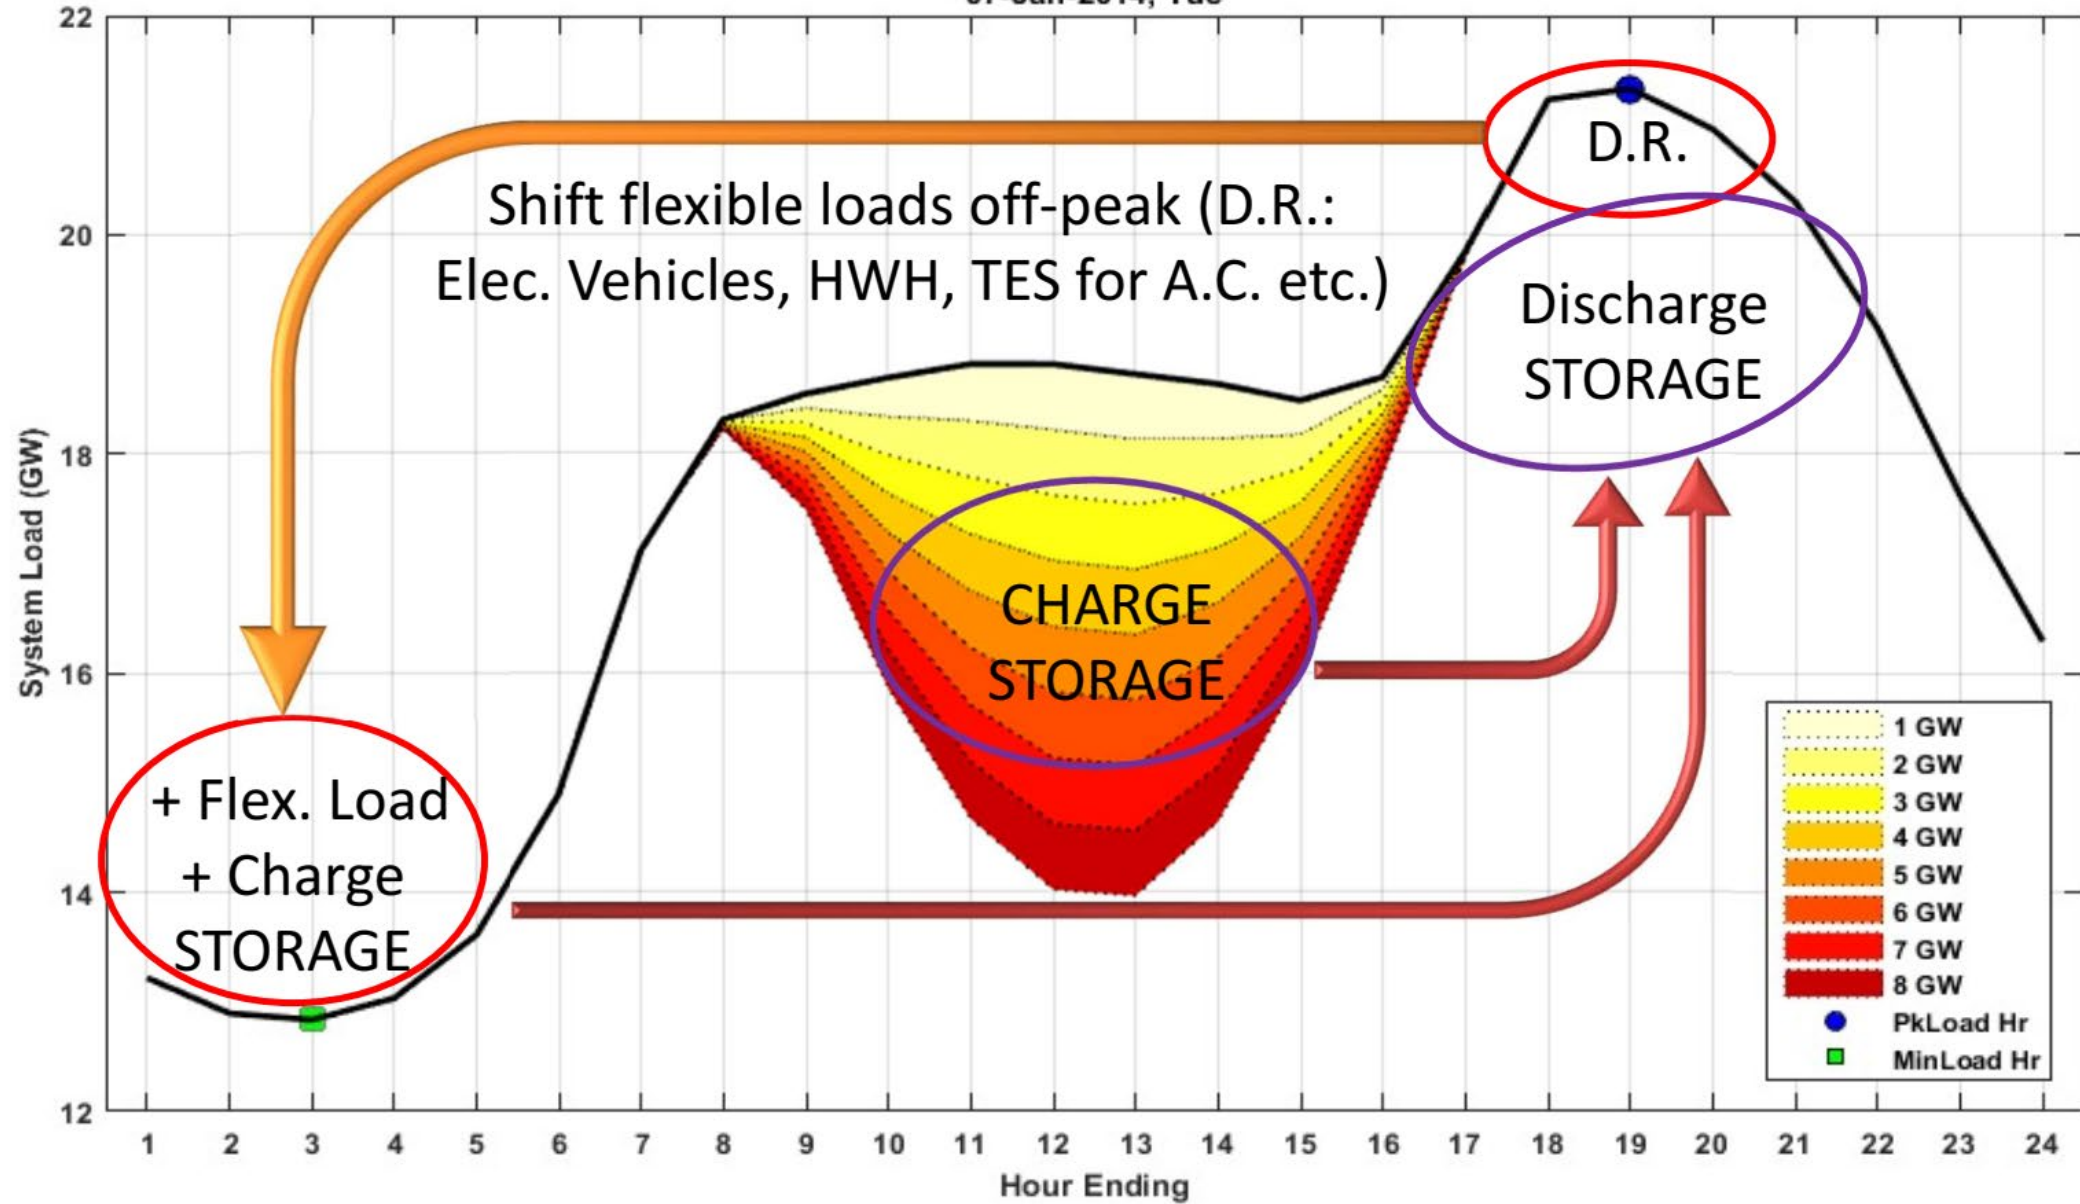 22
20
18
16
14
12
System Load (GW)
Shift flexible loads off-peak (D.R.:
Elec. Vehicles, HWH, TES for A.C. etc.)
D.R.
Discharge
STORAGE
CHARGE
STORAGE
+ Flex. Load
+ Charge
STORAGE
1 GW
2 GW
3 GW
4 GW
5 GW
6 GW
7 GW
8 GW
PkLoad Hr
MinLoad Hr
1 2 3 4 5 6 7 8 9 10 11 12 13 14 15 16 17 18 19 20 21 22 23 24
Hour Ending